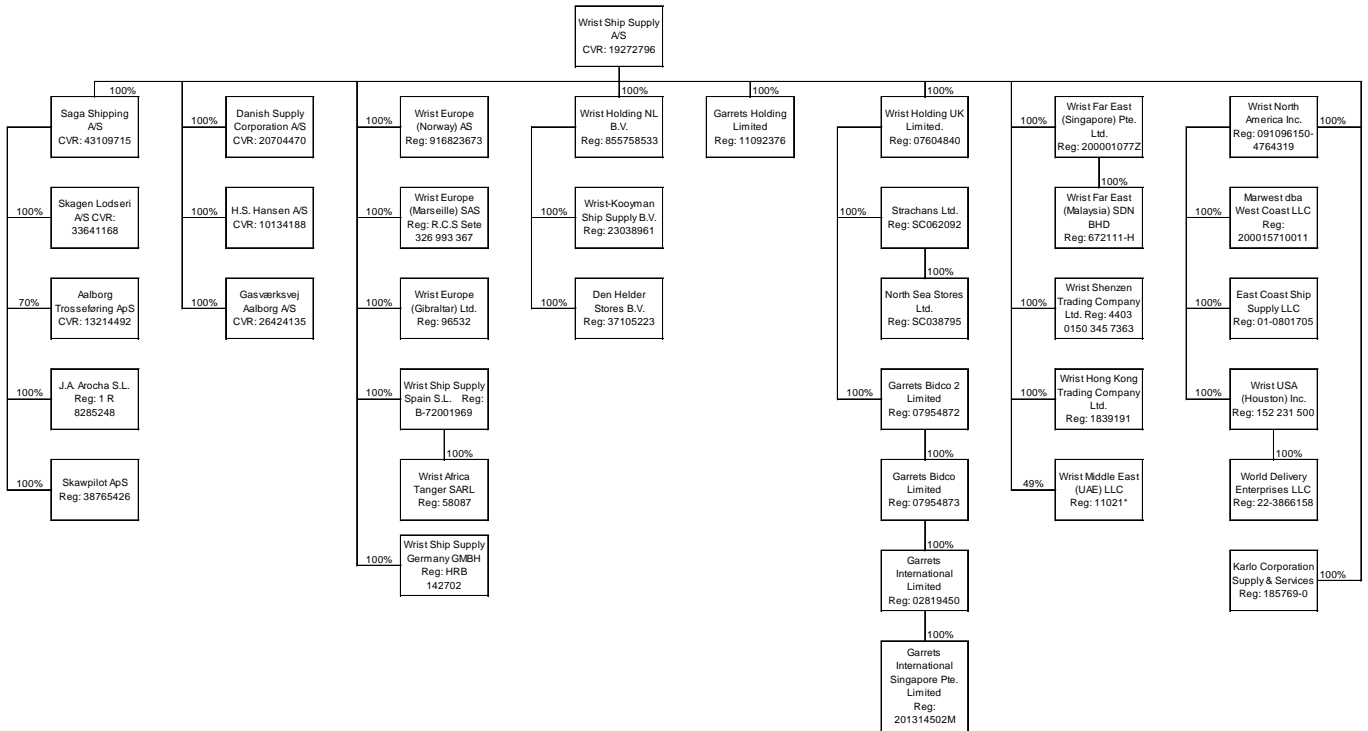 Wrist Ship Supply
A/S
CVR: 19272796
100%
Saga Shipping
A/S
CVR: 43109715
100%
Skagen Lodseri
A/S CVR:
33641168
70%
Aalborg
Trosseføring ApS
CVR: 13214492
100%
J.A. Arocha S.L.
Reg: 1 R
8285248
100%
Skawpilot ApS
Reg: 38765426
100%
Danish Supply
Corporation A/S
CVR: 20704470
100%
H.S. Hansen A/S
CVR: 10134188
100%
Gasværksvej
Aalborg A/S
CVR: 26424135
100%
Wrist Europe
(Norway) AS
Reg: 916823673
100%
Wrist Europe
(Marseille) SAS
Reg: R.C.S Sete
326 993 367
100%
Wrist Europe
(Gibraltar) Ltd.
Reg: 96532
100%
Wrist Ship Supply
Spain S.L. Reg:
B-72001969
100%
Wrist Africa
Tanger SARL
Reg: 58087
100%
Wrist Ship Supply
Germany GMBH
Reg: HRB
142702
100%
Wrist Holding NL
B.V.
Reg: 855758533
100%
Wrist-Kooyman
Ship Supply B.V.
Reg: 23038961
100%
Den Helder
Stores B.V.
Reg: 37105223
100%
Garrets Holding
Limited
Reg: 11092376
100%
Wrist Holding UK
Limited.
Reg: 07604840
100%
Strachans Ltd.
Reg: SC062092
100%
North Sea Stores
Ltd.
Reg: SC038795
100%
Garrets Bidco 2
Limited
Reg: 07954872
100%
Garrets Bidco
Limited
Reg: 07954873
100%
Garrets
International
Limited
Reg: 02819450
100%
Garrets
International
Singapore Pte.
Limited
Reg:
201314502M
100%
Wrist Far East
(Singapore) Pte.
Ltd.
Reg: 200001077Z
100%
Wrist Far East
(Malaysia) SDN
BHD
Reg: 672111-H
100%
Wrist Shenzen
Trading Company
Ltd. Reg: 4403
0150 345 7363
100%
Wrist Hong Kong
Trading Company
Ltd.
Reg: 1839191
49%
Wrist Middle East
(UAE) LLC
Reg: 11021*
Wrist North
America Inc.
Reg: 091096150-
4764319
100%
100%
Marwest dba
West Coast LLC
Reg:
200015710011
100%
East Coast Ship
Supply LLC
Reg: 01-0801705
100%
Wrist USA
(Houston) Inc.
Reg: 152 231 500
100%
World Delivery
Enterprises LLC
Reg: 22-3866158
Karlo Corporation
Supply & Services
Reg: 185769-0
100%